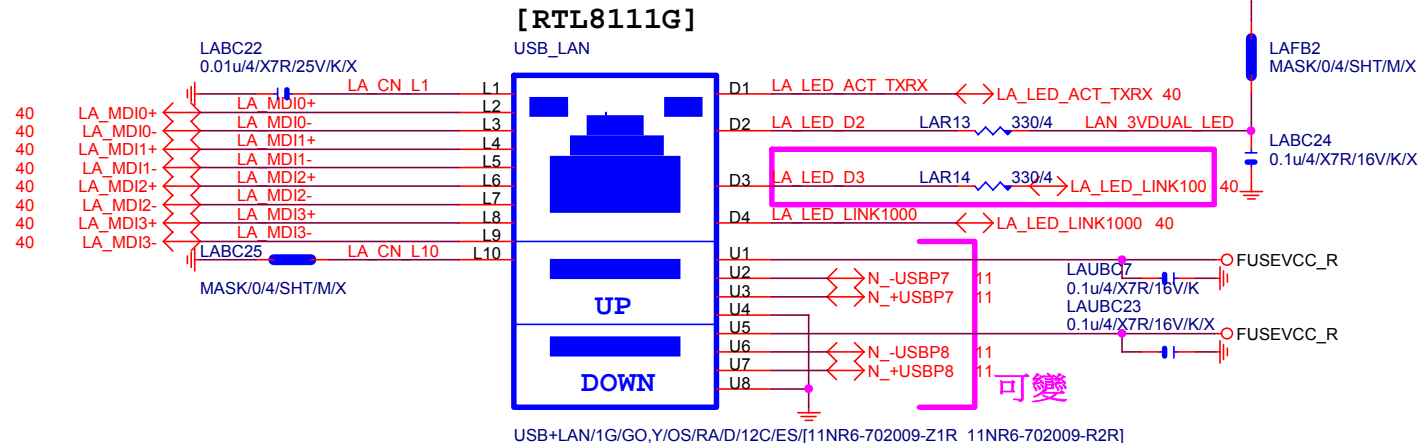 [RTL8111G]
USB_LAN
LABC22
0.01u/4/X7R/25V/K/X
LA_CN_L1 L1
40 LA_MDI0+ LA_MDI0+ L2
40 LA_MDI0- LA_MDI0- L3
40 LA_MDI1+ LA_MDI1+ L4
40 LA_MDI1- LA_MDI1- L5
40 LA_MDI2+ LA_MDI2+ L6
40 LA_MDI2- LA_MDI2- L7
40 LA_MDI3+ LA_MDI3+ L8
40 LA_MDI3- LA_MDI3- L9
LABC25 LA_CN_L10 L10
MASK/0/4/SHT/M/X
UP
DOWN
D1 LA_LED_ACT_TXRX LA_LED_ACT_TXRX 40
D2 LA_LED_D2 LAR13 330/4 LAN_3VDUAL_LED
D3 LA_LED_D3 LAR14 330/4 LA_LED_LINK100 40
D4 LA_LED_LINK1000 LA_LED_LINK1000 40
LAFB2
MASK/0/4/SHT/M/X
LABC24
0.1u/4/X7R/16V/K/X
U1 FUSEVCC_R
U2 N_-USBP7 11
U3 N_+USBP7 11
U4
LAUBC7
0.1u/4/X7R/16V/K
LAUBC23
0.1u/4/X7R/16V/K/X
U5 FUSEVCC_R
U6 N_-USBP8 11
U7 N_+USBP8 11
U8
可變
USB+LAN/1G/GO,Y/OS/RA/D/12C/ES/[11NR6-702009-Z1R_11NR6-702009-R2R]